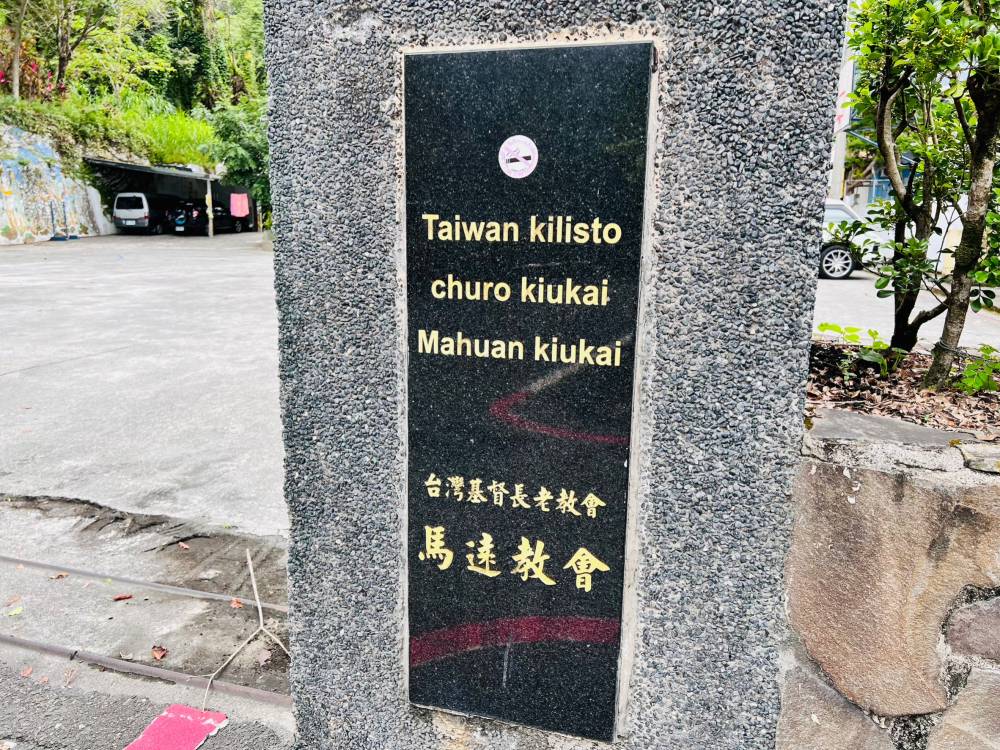 Taiwan kilisto
churo kiukai
Mahuan kiukai
台灣基督長老教會
馬遠教會